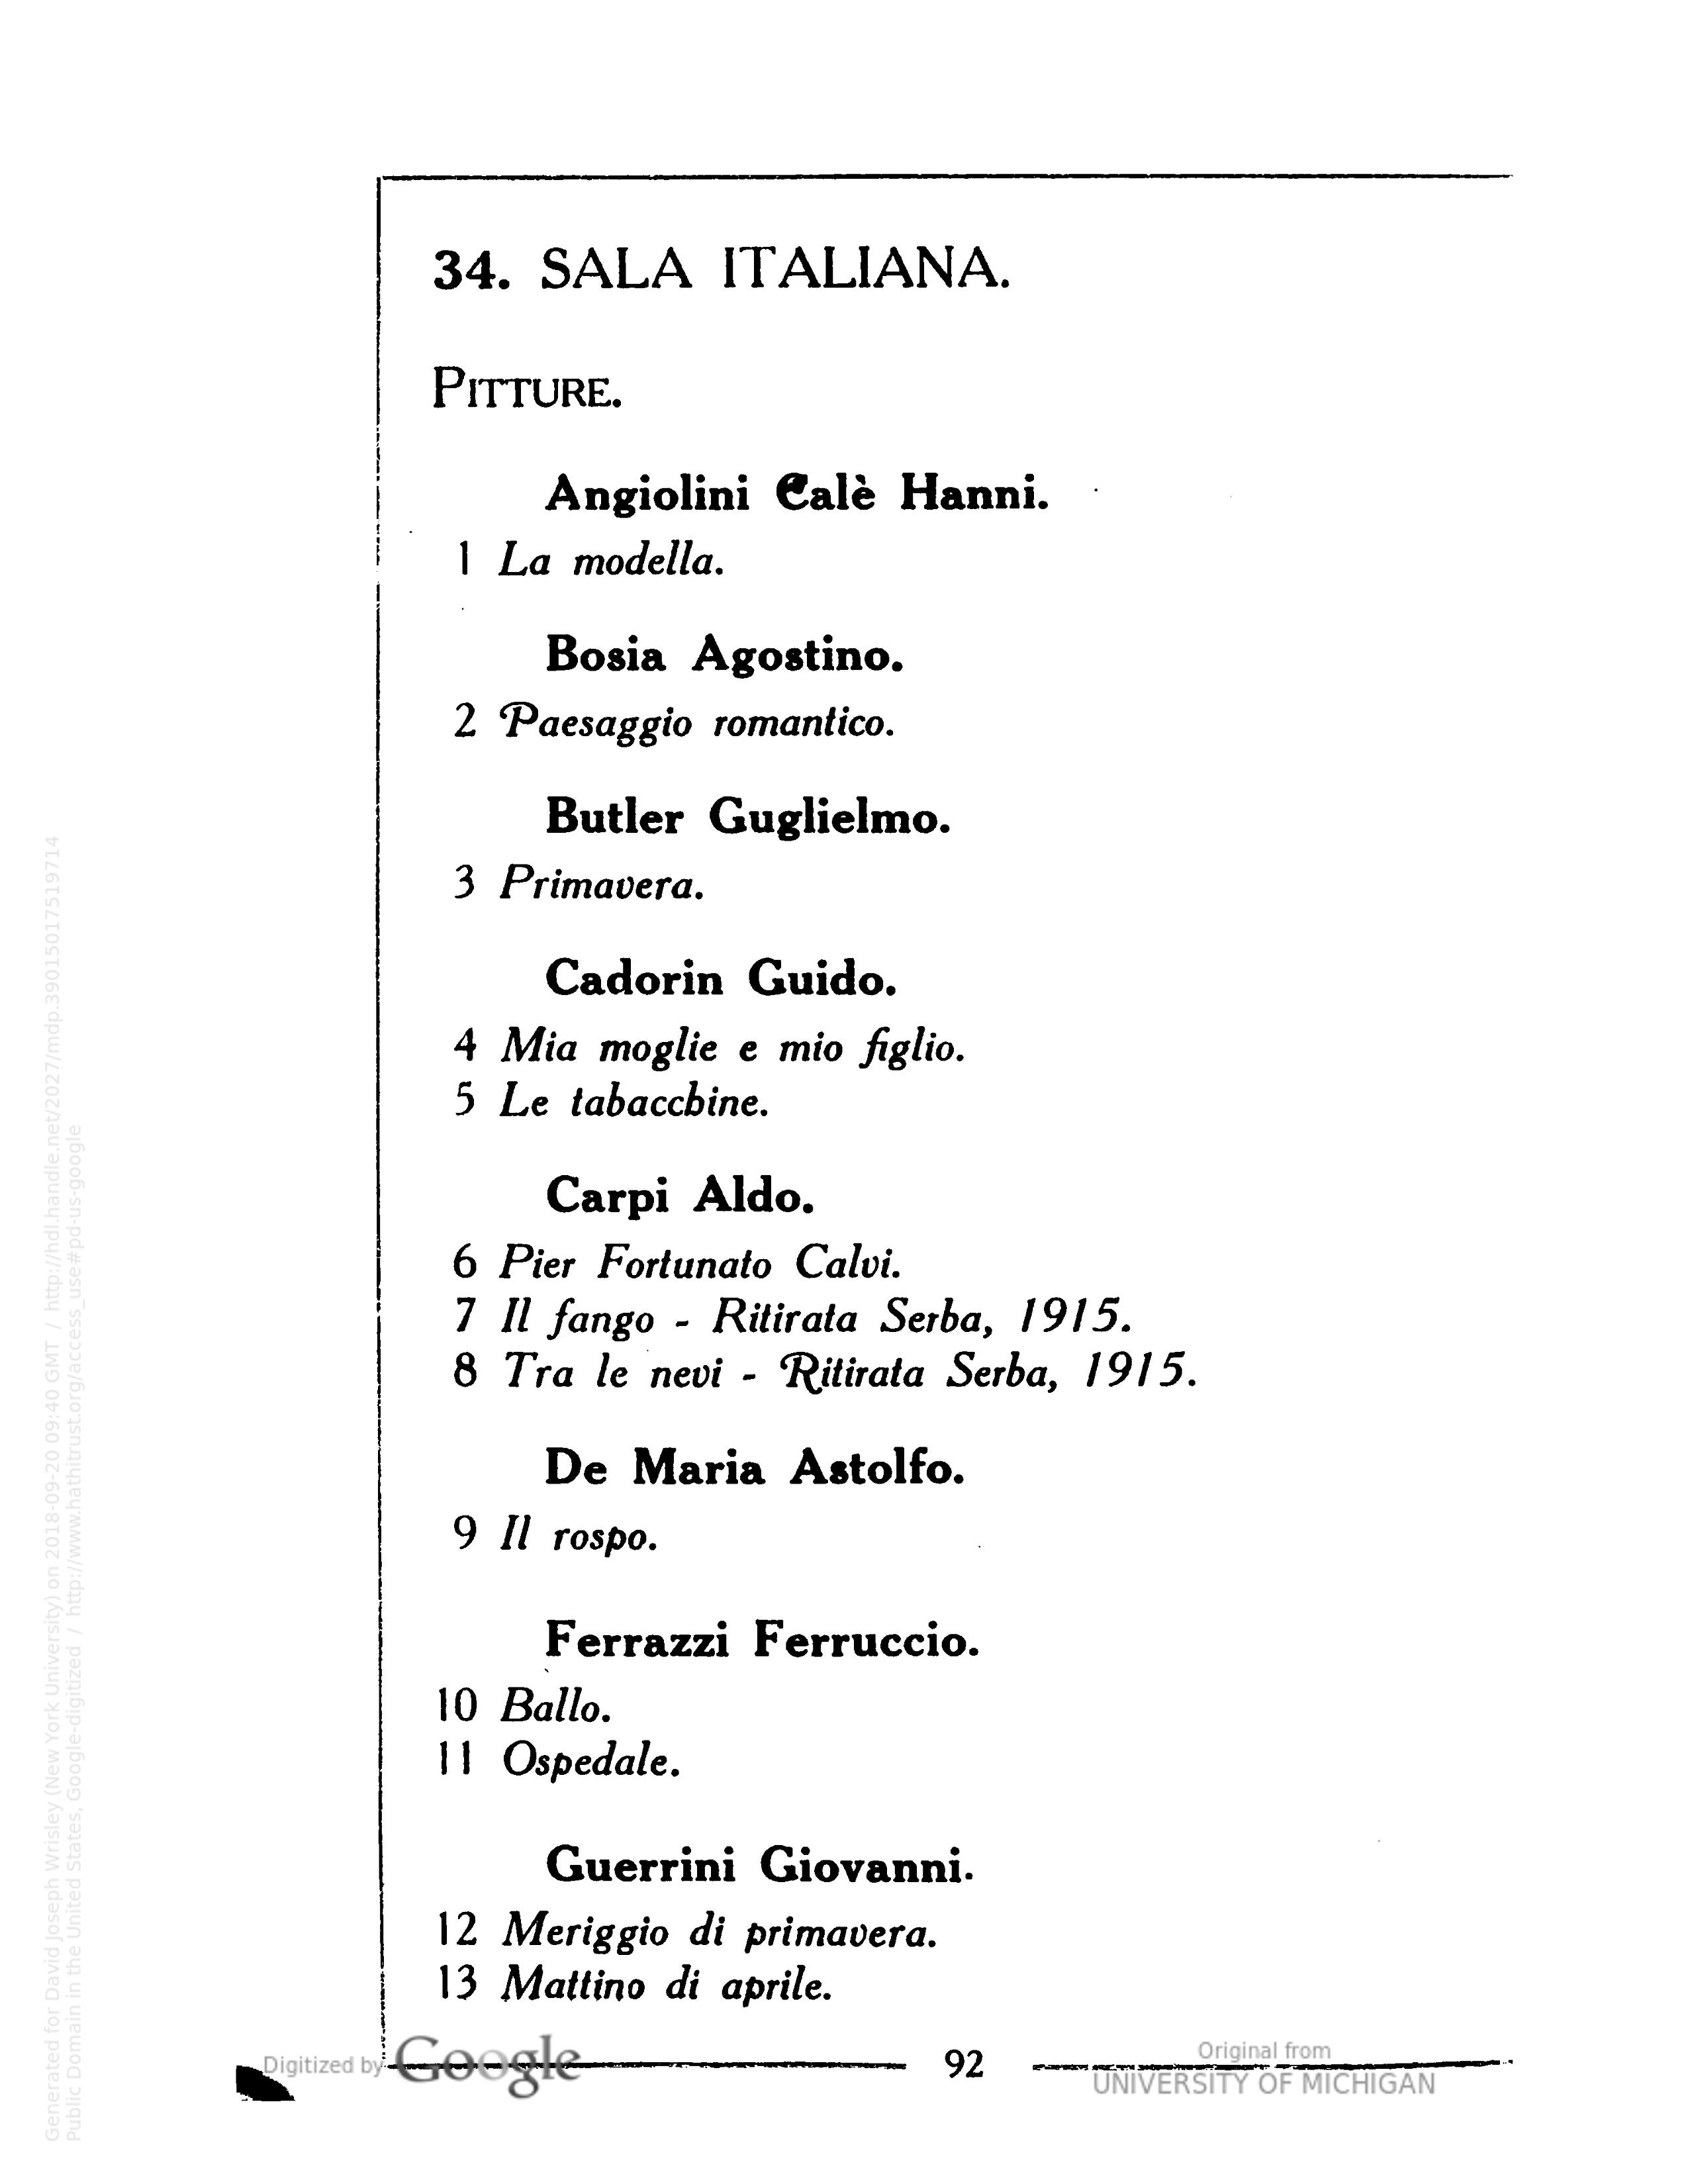 34. SALA ITALIANA.
PITTURE.
Angiolini Calè Hanni.
1 La modella.
Bosia Agostino.
2 Paesaggio romantico.
Butler Guglielmo.
3 Primavera.
Cadorin Guido.
4 Mia moglie e mio figlio.
5 Le tabacchine.
Carpi Aldo.
6 Pier Fortunato Calvi.
7 Il fango - Ritirata Serba, 1915.
8 Tra le nevi - Ritirata Serba, 1915.
De Maria Astolfo.
9 Il rospo.
Ferrazzi Ferruccio.
10 Ballo.
11 Ospedale.
Guerrini Giovanni.
12 Meriggio di primavera.
13 Mattino di aprile.
92
Digitized by Google
Original from
UNIVERSITY OF MICHIGAN
Generated for David Joseph Wrisley (New York University) on 2018-09-20 09:40 GMT / http://hdl.handle.net/2027/mdp.39015017519714
Public Domain in the United States, Google-digitized / http://www.hathitrust.org/access_use#pd-us-google